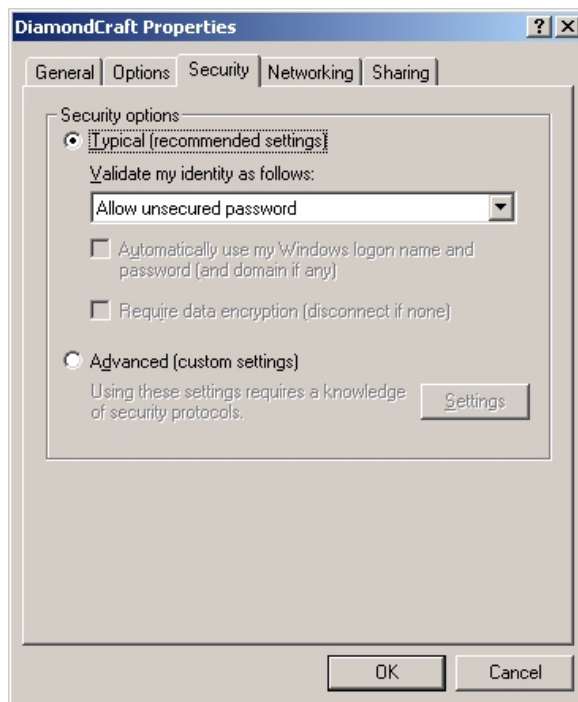 DiamondCraft Properties
General Options Security Networking Sharing
Security options
Typical (recommended settings)
Validate my identity as follows:
Allow unsecured password
Automatically use my Windows logon name and
password (and domain if any)
Require data encryption (disconnect if none)
Advanced (custom settings)
Using these settings requires a knowledge
of security protocols.
Settings
OK Cancel